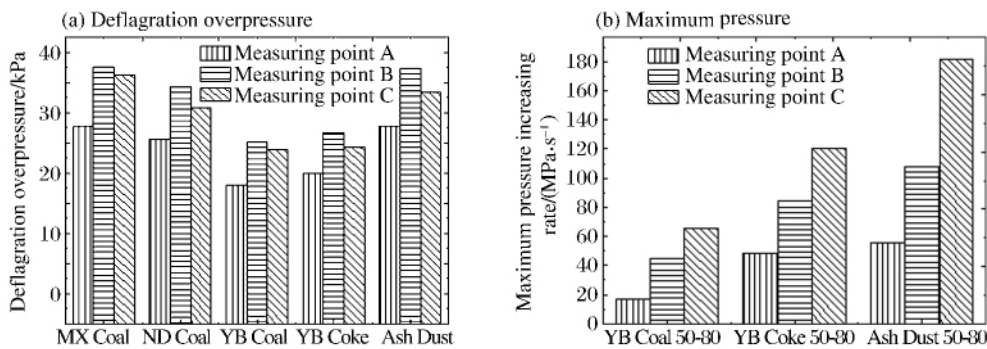 (a) Deflagration overpressure
Measuring point A
Measuring point B
Measuring point C
Deflagration overpressure/kPa
40
30
20
10
0
MX Coal ND Coal YB Coal YB Coke Ash Dust
(b) Maximum pressure
Measuring point A
Measuring point B
Measuring point C
Maximum pressure increasing
rate/(MPa·s⁻¹)
180
160
140
120
100
80
60
40
20
0
YB Coal 50-80 YB Coke 50-80 Ash Dust 50-80